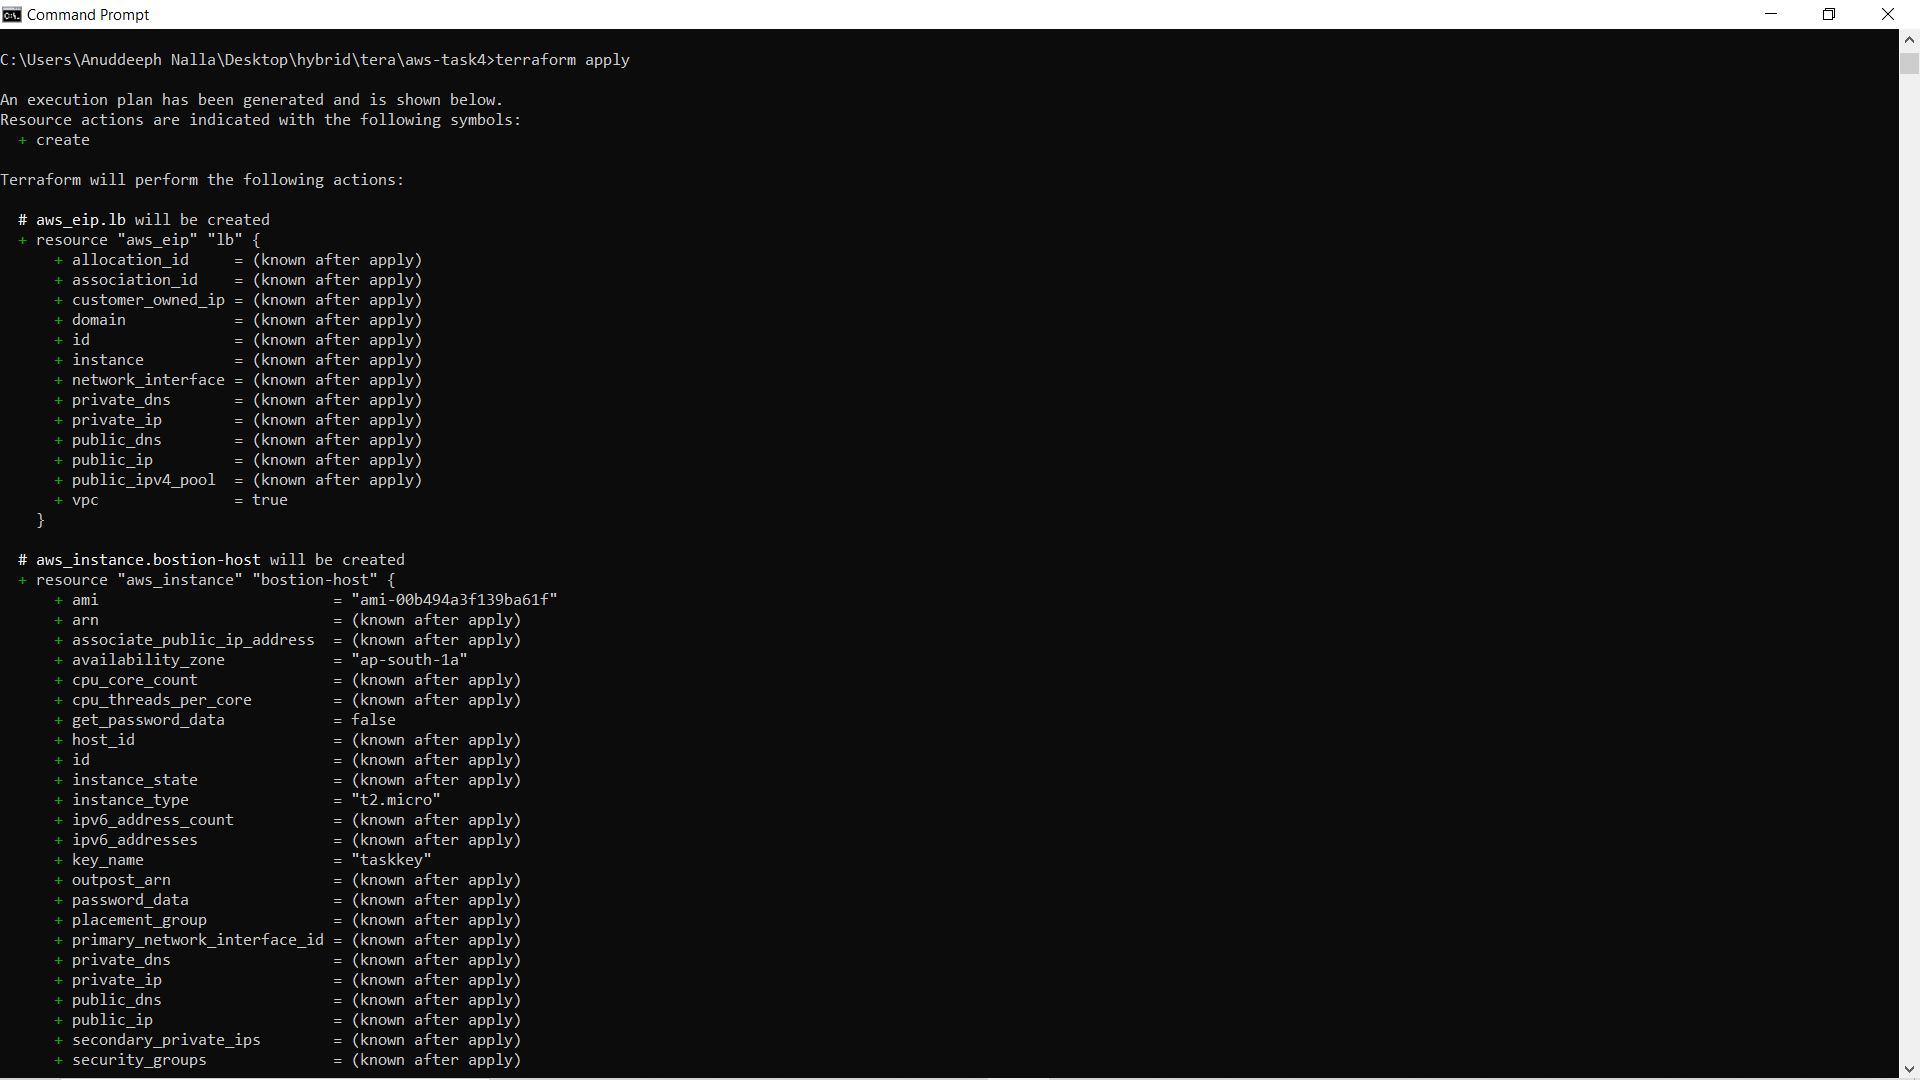 Command Prompt
C:\Users\Anuddeeph Nalla\Desktop\hybrid\tera\aws-task4>terraform apply
An execution plan has been generated and is shown below.
Resource actions are indicated with the following symbols:
+ create
Terraform will perform the following actions:
# aws_eip.lb will be created
+ resource "aws_eip" "lb" {
+ allocation_id = (known after apply)
+ association_id = (known after apply)
+ customer_owned_ip = (known after apply)
+ domain = (known after apply)
+ id = (known after apply)
+ instance = (known after apply)
+ network_interface = (known after apply)
+ private_dns = (known after apply)
+ private_ip = (known after apply)
+ public_dns = (known after apply)
+ public_ip = (known after apply)
+ public_ipv4_pool = (known after apply)
+ vpc = true
}
# aws_instance.bostion-host will be created
+ resource "aws_instance" "bostion-host" {
+ ami = "ami-00b494a3f139ba61f"
+ arn = (known after apply)
+ associate_public_ip_address = (known after apply)
+ availability_zone = "ap-south-1a"
+ cpu_core_count = (known after apply)
+ cpu_threads_per_core = (known after apply)
+ get_password_data = false
+ host_id = (known after apply)
+ id = (known after apply)
+ instance_state = (known after apply)
+ instance_type = "t2.micro"
+ ipv6_address_count = (known after apply)
+ ipv6_addresses = (known after apply)
+ key_name = "taskkey"
+ outpost_arn = (known after apply)
+ password_data = (known after apply)
+ placement_group = (known after apply)
+ primary_network_interface_id = (known after apply)
+ private_dns = (known after apply)
+ private_ip = (known after apply)
+ public_dns = (known after apply)
+ public_ip = (known after apply)
+ secondary_private_ips = (known after apply)
+ security_groups = (known after apply)